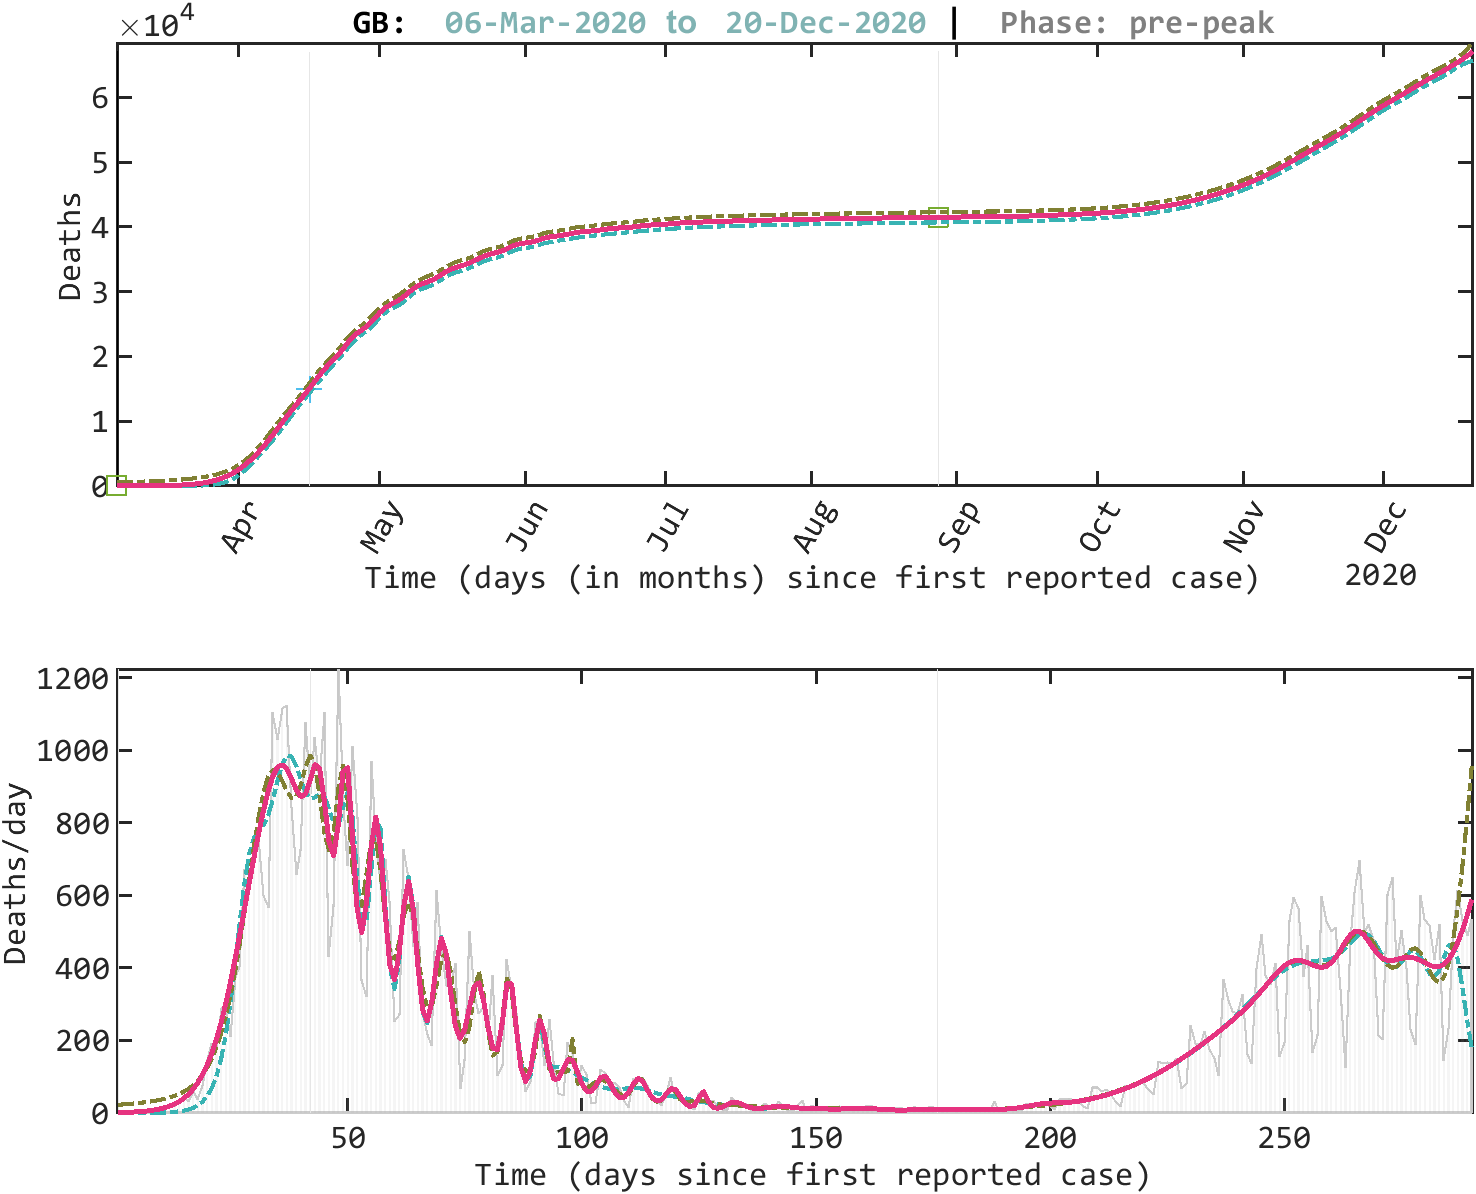 ×10⁴
GB: 06-Mar-2020 to 20-Dec-2020 | Phase: pre-peak
6
5
4
3
2
1
0
Deaths
Apr May Jun Jul Aug Sep Oct Nov Dec
Time (days (in months) since first reported case) 2020
1200
1000
800
600
400
200
0
Deaths/day
50 100 150 200 250
Time (days since first reported case)